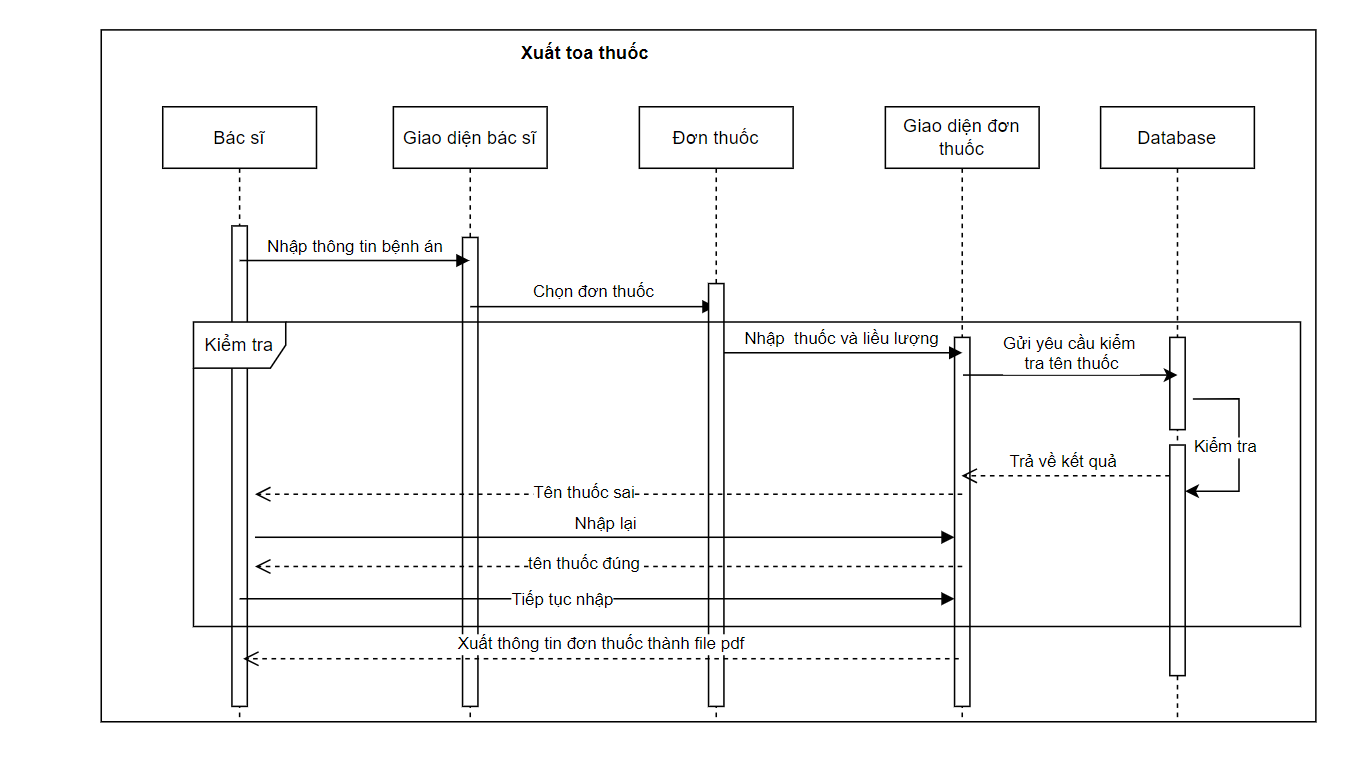 Xuất toa thuốc
Bác sĩ
Giao diện bác sĩ
Đơn thuốc
Giao diện đơn
thuốc
Database
Nhập thông tin bệnh án
Chọn đơn thuốc
Kiểm tra
Nhập  thuốc và liều lượng
Gửi yêu cầu kiểm
tra tên thuốc
Kiểm tra
Trả về kết quả
Tên thuốc sai
Nhập lại
tên thuốc đúng
Tiếp tục nhập
Xuất thông tin đơn thuốc thành file pdf